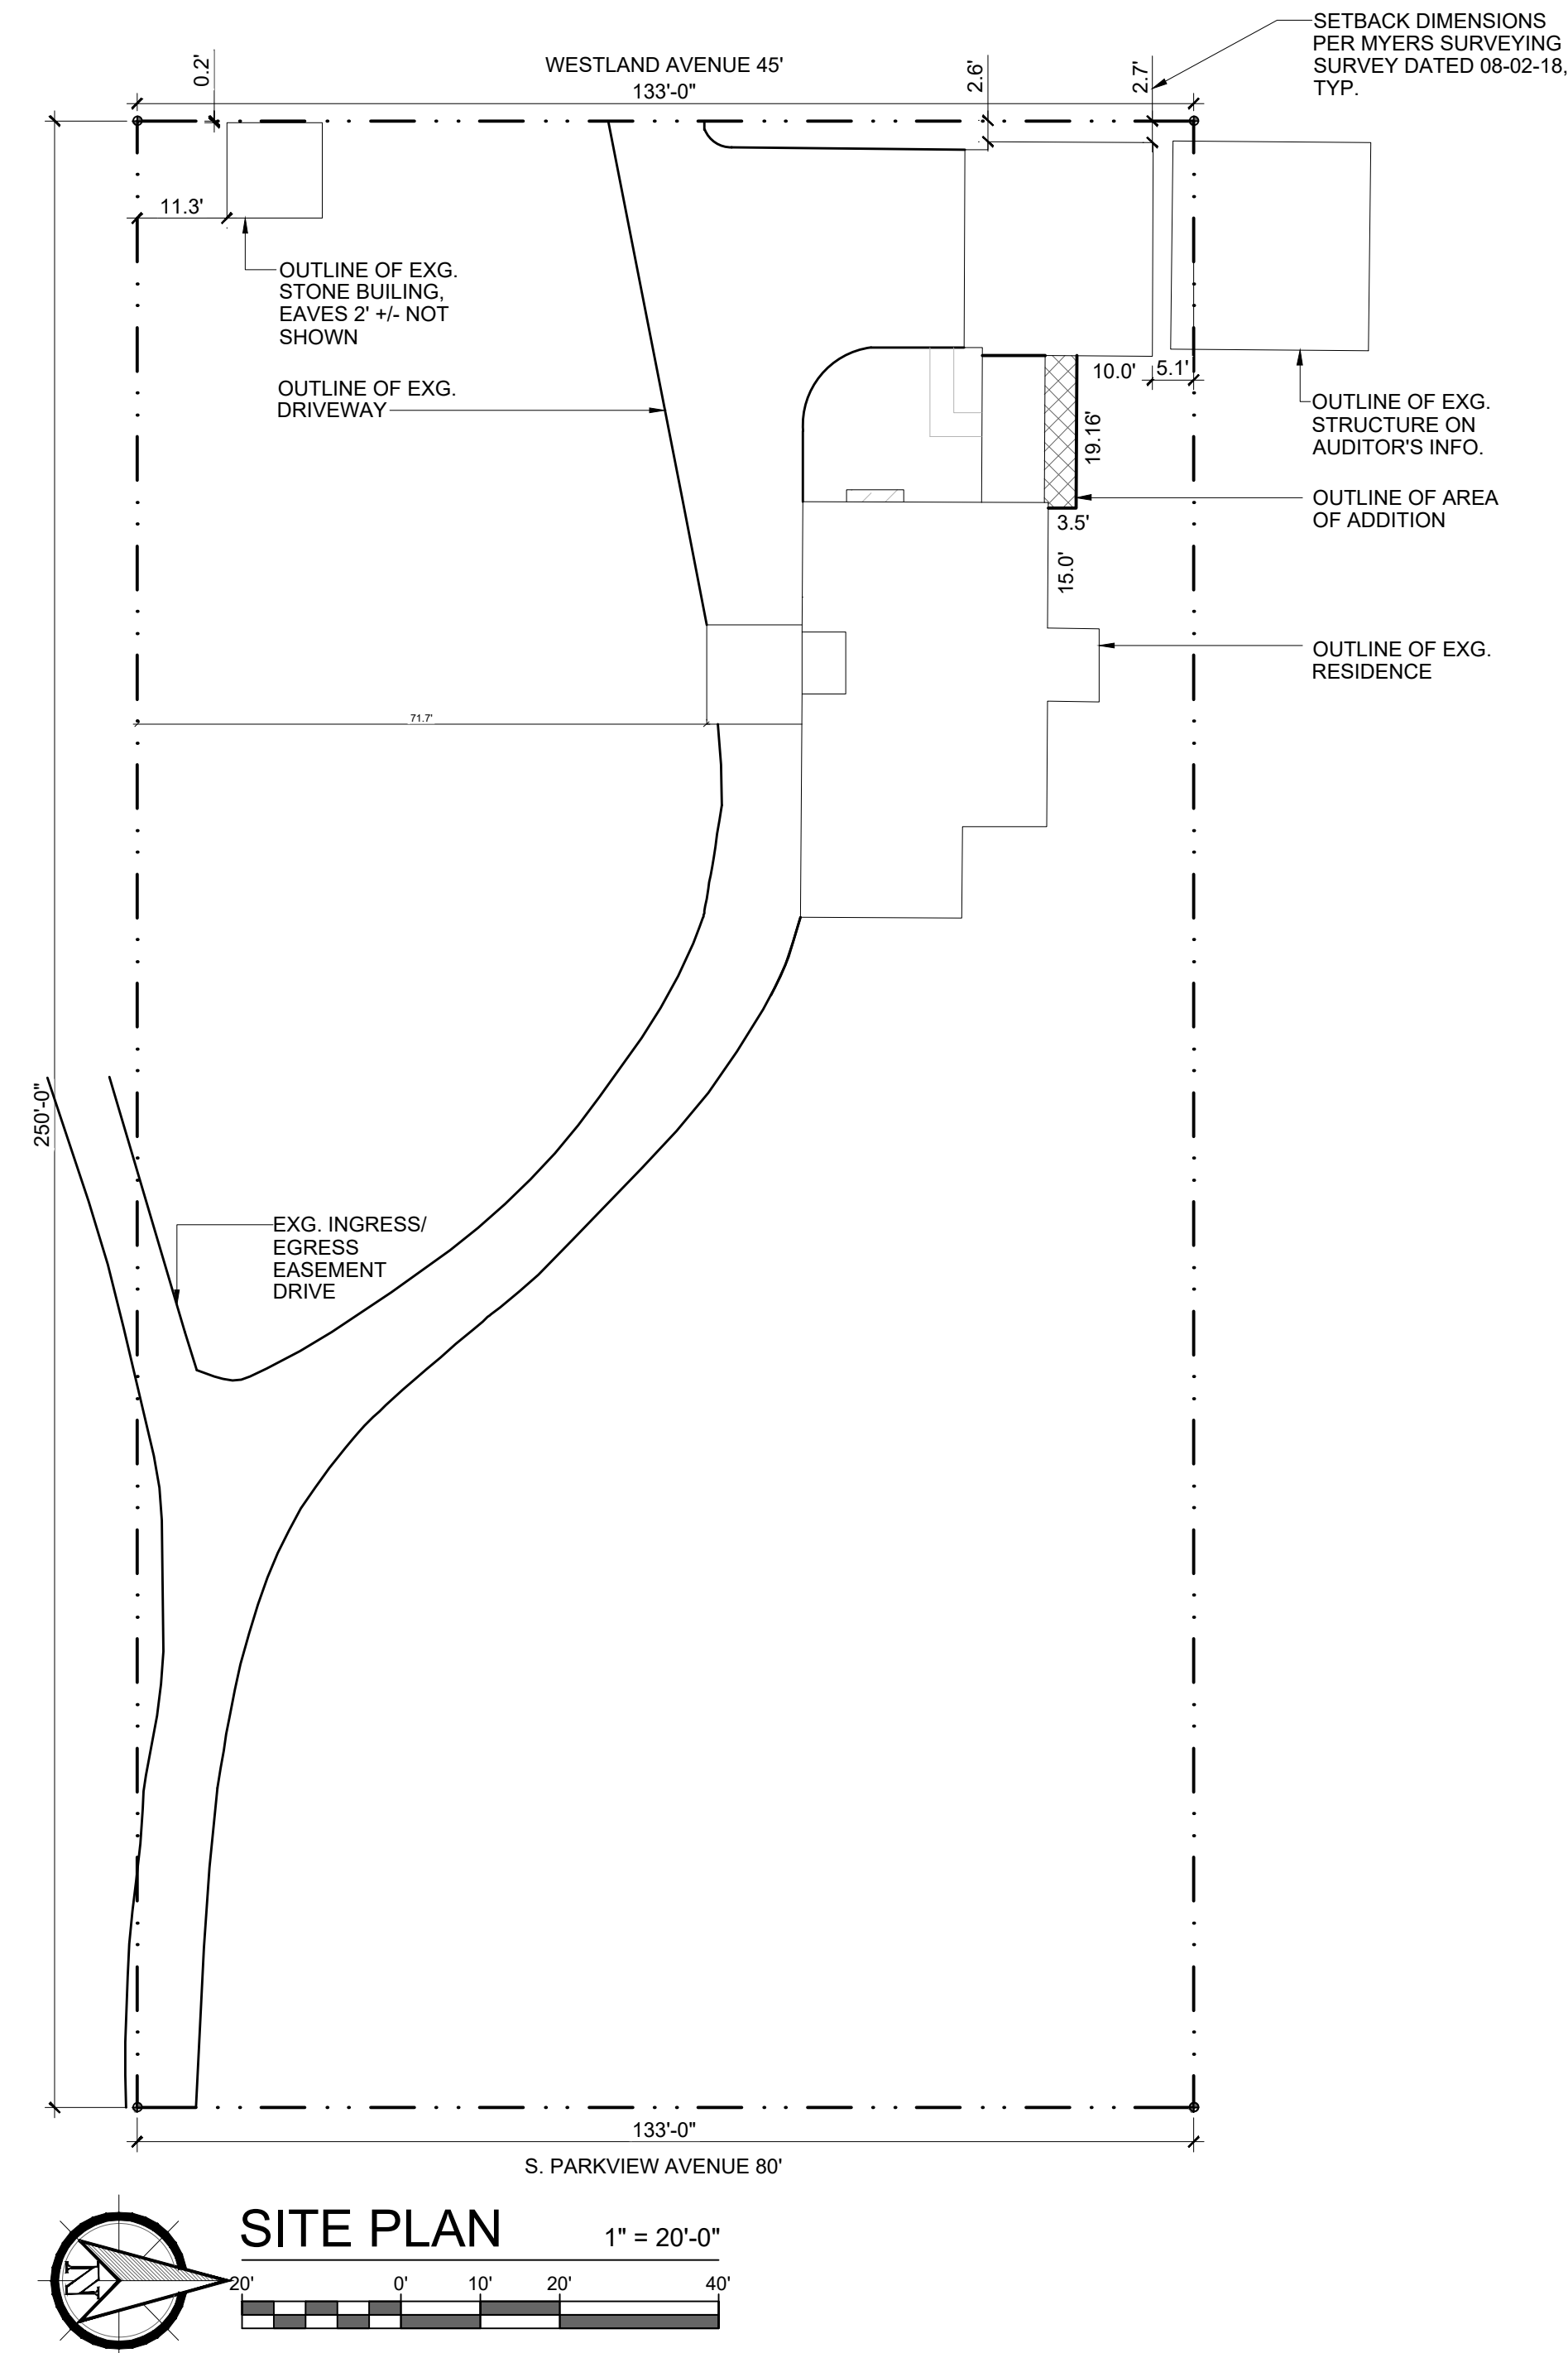 SETBACK DIMENSIONS
PER MYERS SURVEYING
SURVEY DATED 08-02-18,
TYP.
WESTLAND AVENUE 45'
133'-0"
0.2'
2.6'
2.7'
11.3'
OUTLINE OF EXG.
STONE BUILING,
EAVES 2' +/- NOT
SHOWN
OUTLINE OF EXG.
DRIVEWAY
10.0'
5.1'
19.16'
OUTLINE OF EXG.
STRUCTURE ON
AUDITOR'S INFO.
OUTLINE OF AREA
OF ADDITION
3.5'
15.0'
OUTLINE OF EXG.
RESIDENCE
71.7'
250'-0"
EXG. INGRESS/
EGRESS
EASEMENT
DRIVE
133'-0"
S. PARKVIEW AVENUE 80'
N
SITE PLAN
1" = 20'-0"
20'
0'
10'
20'
40'